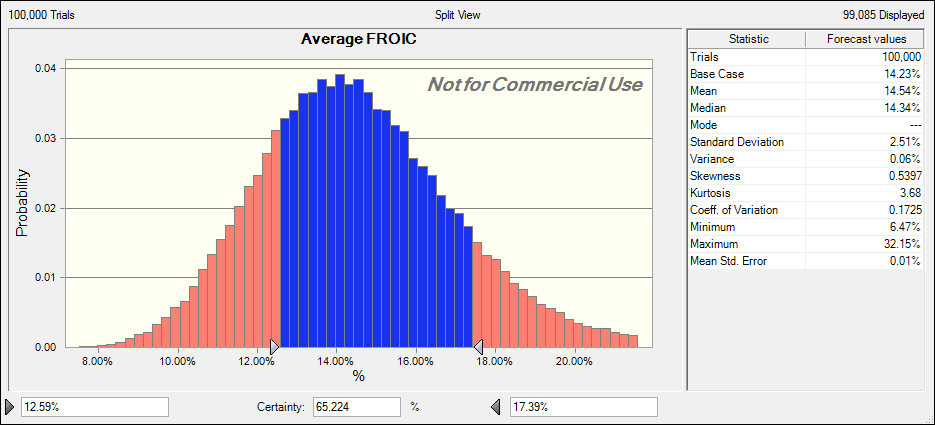 100,000 Trials Split View 99,085 Displayed
Average FROIC
Not for Commercial Use
0.04
0.03
0.02
0.01
0.00
Probability
8.00% 10.00% 12.00% 14.00% 16.00% 18.00% 20.00%
%
Statistic Forecast values
Trials 100,000
Base Case 14.23%
Mean 14.54%
Median 14.34%
Mode ---
Standard Deviation 2.51%
Variance 0.06%
Skewness 0.5397
Kurtosis 3.68
Coeff. of Variation 0.1725
Minimum 6.47%
Maximum 32.15%
Mean Std. Error 0.01%
12.59% Certainty: 65.224 % 17.39%